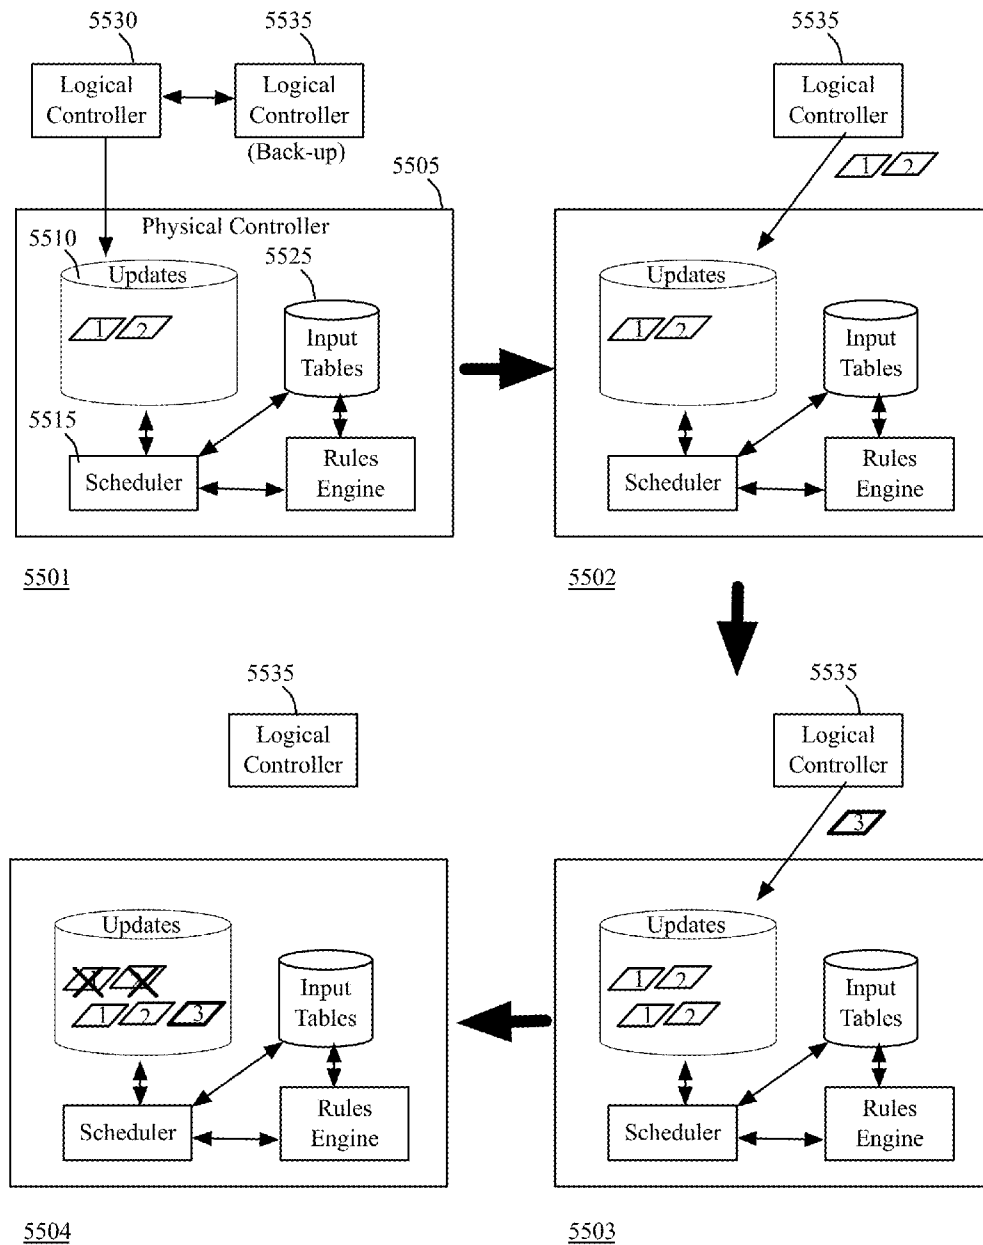 5530
5535
Logical
Controller
Logical
Controller
(Back-up)
5505
Physical Controller
5510
Updates
5525
1
2
Input
Tables
5515
Scheduler
Rules
Engine
5501
5535
Logical
Controller
1
2
Updates
1
2
Input
Tables
Scheduler
Rules
Engine
5502
5535
Logical
Controller
Updates
1
2
1
2
3
Input
Tables
Scheduler
Rules
Engine
5504
5535
Logical
Controller
3
Updates
1
2
1
2
Input
Tables
Scheduler
Rules
Engine
5503